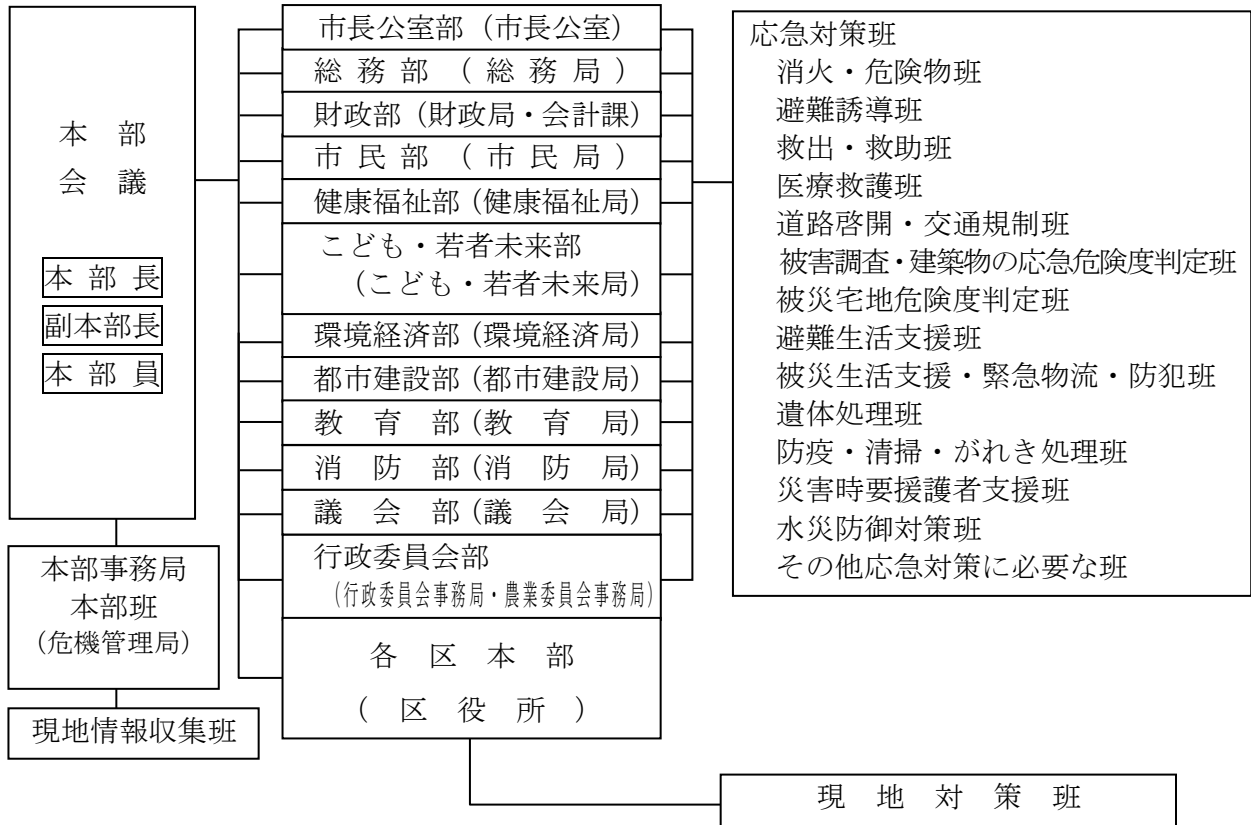 本部
会議
本部長
副本部長
本部員
本部事務局
本部班
(危機管理局)
現地情報収集班
市長公室部(市長公室)
総務部(総務局)
財政部(財政局・会計課)
市民部(市民局)
健康福祉部(健康福祉局)
こども・若者未来部
(こども・若者未来局)
環境経済部(環境経済局)
都市建設部(都市建設局)
教育部(教育局)
消防部(消防局)
議会部(議会局)
行政委員会部
(行政委員会事務局・農業委員会事務局)
各区本部
(区役所)
応急対策班
消火・危険物班
避難誘導班
救出・救助班
医療救護班
道路啓開・交通規制班
被害調査・建築物の応急危険度判定班
被災宅地危険度判定班
避難生活支援班
被災生活支援・緊急物流・防犯班
遺体処理班
防疫・清掃・がれき処理班
災害時要援護者支援班
水災防御対策班
その他応急対策に必要な班
現地対策班